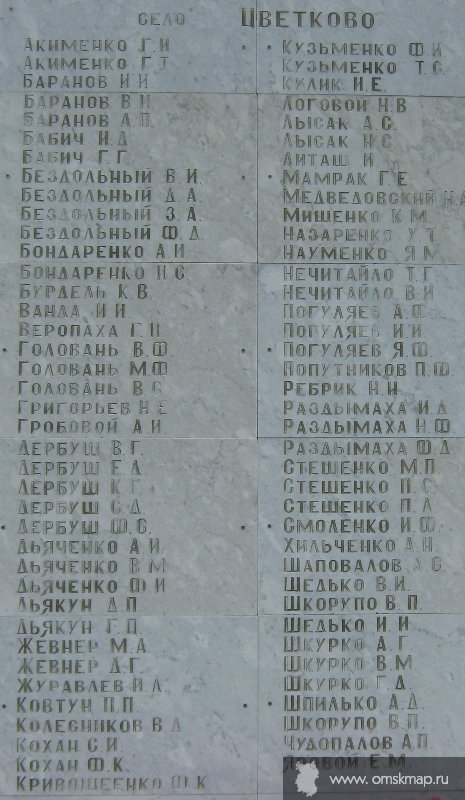 СЕЛО ЦВЕТКОВО
АКИМЕНКО Г.И
АКИМЕНКО Г.Т
БАРАНОВ И.И.
БАРАНОВ В.И.
БАРАНОВ А.П.
БАБИЧ И.Д
БАБИЧ Г.Г.
БЕЗДОЛЬНЫЙ В.И.
БЕЗДОЛЬНЫЙ Д.А.
БЕЗДОЛЬНЫЙ З.А.
БЕЗДОЛЬНЫЙ Ф.Д
БОНДАРЕНКО А.И
БОНДАРЕНКО Н С
БУРДЕЛЬ К.В
ВАНДА И И.
ВЕРОПАХА Г.П
ГОЛОВАНЬ В.Ф
ГОЛОВАНЬ М.Ф
ГОЛОВАНЬ В.С
ГРИГОРЬЕВ Н.Е
ГРОБОВОЙ А.И
ДЕРБУШ В.Г.
ДЕРБУШ Е.Д
ДЕРБУШ К Г.
ДЕРБУШ С.Д
ДЕРБУШ Ф.С.
ДЬЯЧЕНКО А И.
ДЬЯЧЕНКО В М
ДЬЯЧЕНКО Ф И
ДЬЯКУН Д.П.
ДЬЯКУН Г.П
ЖЕВНЕР М.А
ЖЕВНЕР Д.Г.
ЖУРАВЛЕВ И.Д.
КОВТУН П.П.
КОЛЕСНИКОВ В.Д
КОХАН С.И.
КОХАН Ф.К.
КРИВОШЕЕНКО Ф.К
КУЗЬМЕНКО Ф.И
КУЗЬМЕНКО Т.С.
КУЛИК И.Е.
ЛОГОВОЙ Н.В
ЛЫСАК А.С.
ЛЫСАК Н.С
ЛИТАШ И
МАМРАК Г.Е
МЕДВЕДОВСКИЙ Н.А
МИЩЕНКО К.М
НАЗАРЕНКО У.Т
НАУМЕНКО Я.М
НЕЧИТАЙЛО Т.Г
НЕЧИТАЙЛО В.И
ПОГУЛЯЕВ А.Ф
ПОГУЛЯЕВ И.И.
ПОГУЛЯЕВ Я.Ф
ПОПУТНИКОВ П.Ф
РЕБРИК Н.Н.
РАЗДЫМАХА И.Д
РАЗДЫМАХА Н.Ф
РАЗДЫМАХА Ф.Д
СТЕШЕНКО М.П
СТЕШЕНКО П.С.
СТЕЩЕНКО П.Д
СМОЛЕНКО И.Ф
ХИЛЬЧЕНКО А.Н.
ШАПОВАЛОВ А.С.
ШЕДЬКО В.И.
ШКОРУПО В.П
ШЕДЬКО И И
ШКУРКО А.Г
ШКУРКО В.М
ШКУРКО Г.Д
ШПИЛЬКО А.Д
ШКОРУПО В.П
ЧУДОПАЛОВ А.П
ЯРОВОЙ Е.М.
www.omskmap.ru